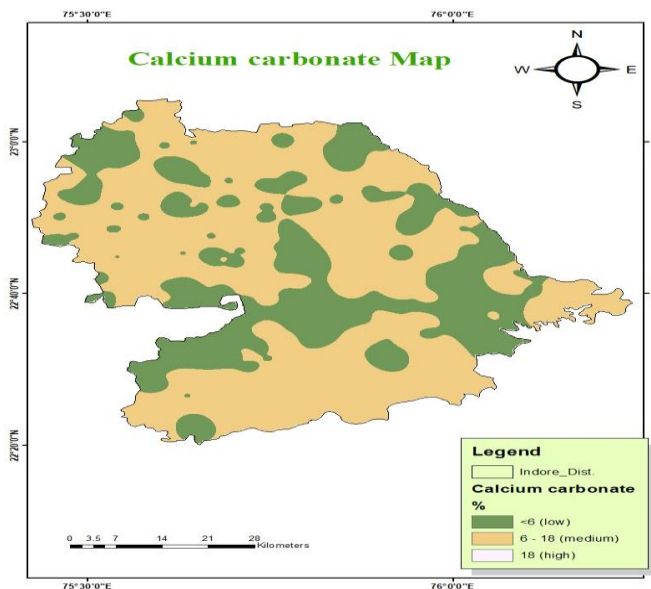 75°30'0"E 76°0'0"E
Calcium carbonate Map
N
W E
S
23°0'0"N
22°40'0"N
22°20'0"N
Legend
Indore_Dist.
Calcium carbonate
%
<6 (low)
6 - 18 (medium)
18 (high)
0 3.5 7 14 21 28
Kilometers
75°30'0"E 76°0'0"E